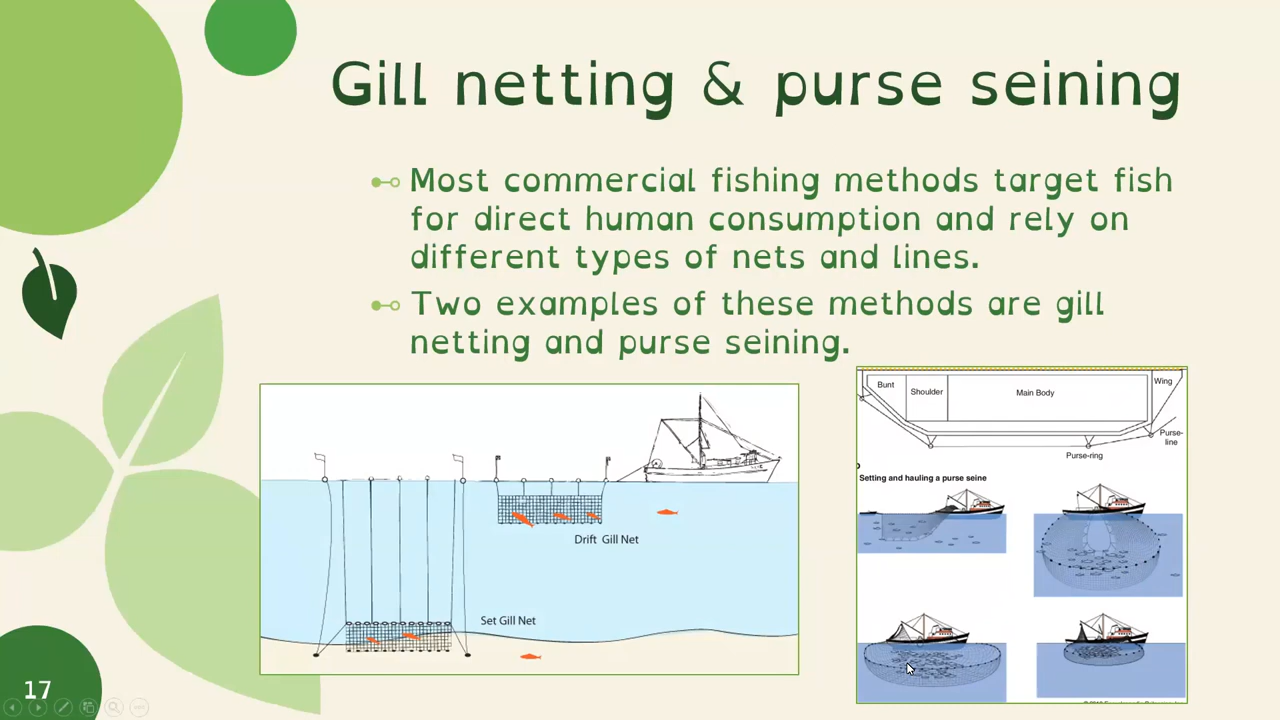 Gill netting & purse seining
Most commercial fishing methods target fish
for direct human consumption and rely on
different types of nets and lines.
Two examples of these methods are gill
netting and purse seining.
Drift Gill Net
Set Gill Net
Bunt
Shoulder
Main Body
Wing
Purse-
line
Purse-ring
Setting and hauling a purse seine
17